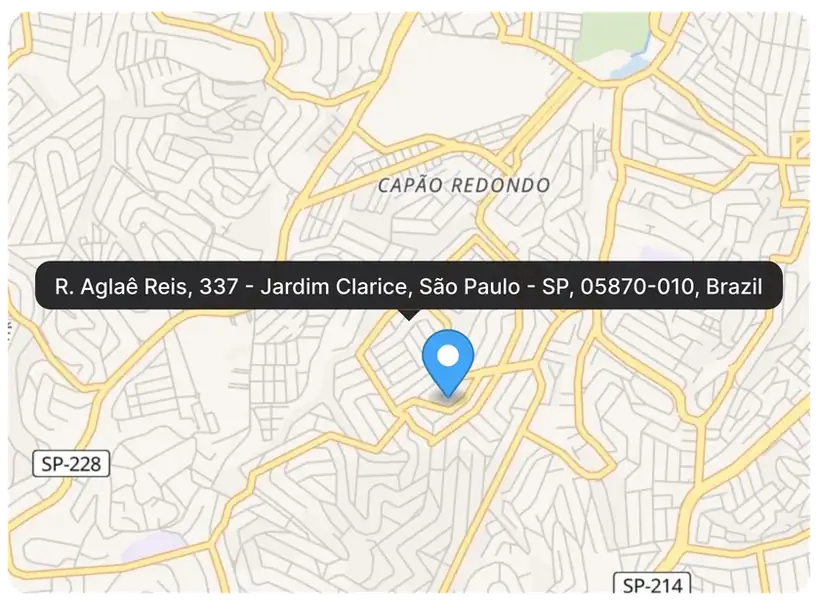 CAPÃO REDONDO
R. Aglaê Reis, 337 - Jardim Clarice, São Paulo - SP, 05870-010, Brazil
SP-228
SP-214